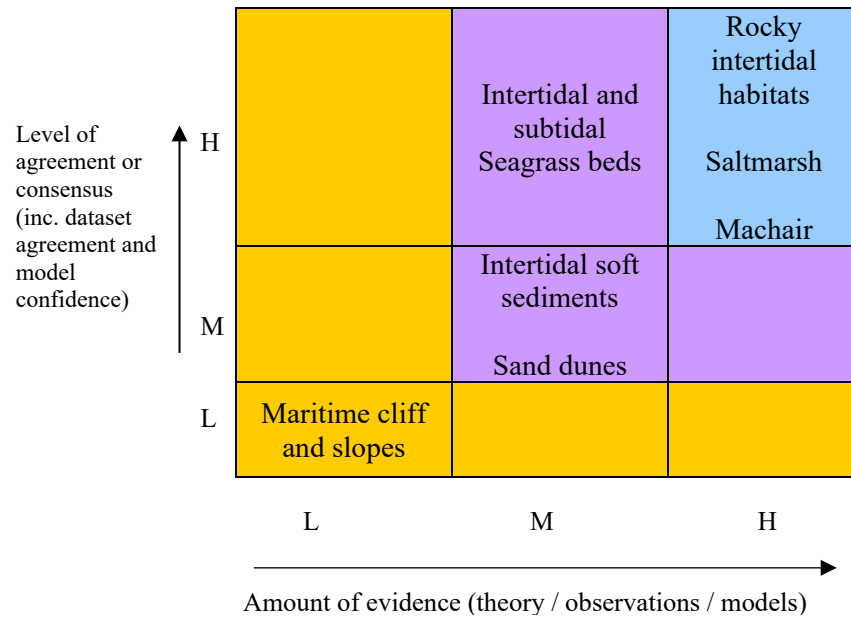 Rocky
intertidal
habitats
Saltmarsh
Machair
Intertidal and
subtidal
Seagrass beds
Level of
agreement or
consensus
(inc. dataset
agreement and
model
confidence)
H
Intertidal soft
sediments
Sand dunes
M
Maritime cliff
and slopes
L
L
M
H
Amount of evidence (theory / observations / models)